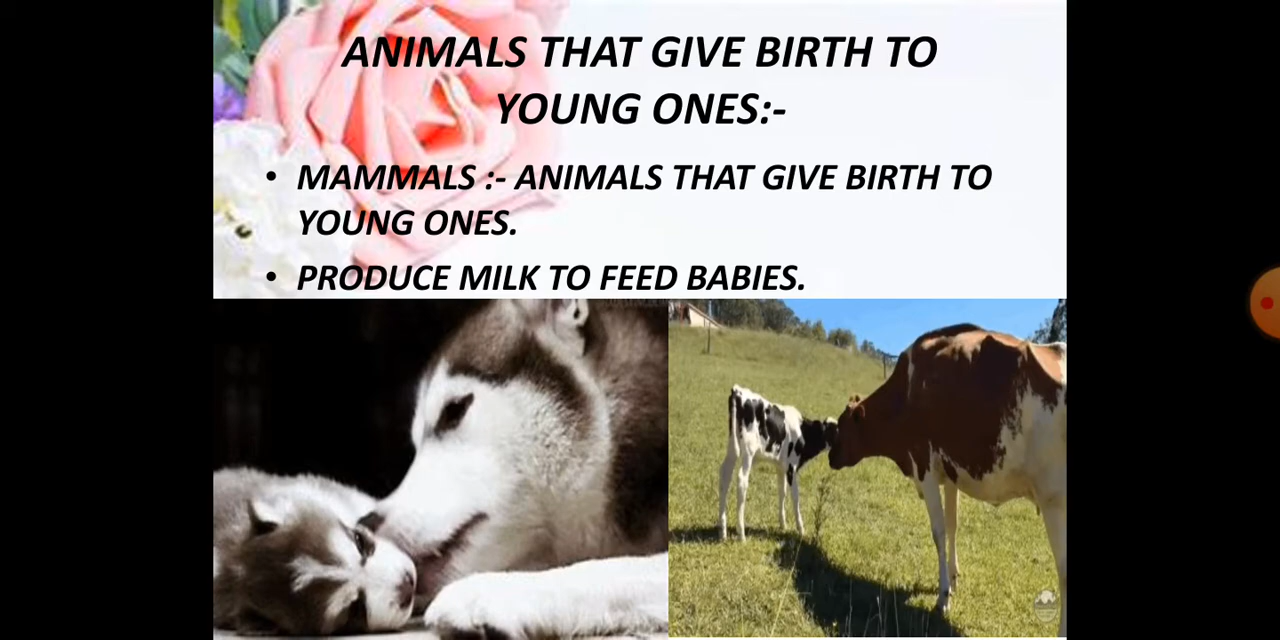 ANIMALS THAT GIVE BIRTH TO
YOUNG ONES:-
• MAMMALS :- ANIMALS THAT GIVE BIRTH TO
YOUNG ONES.
• PRODUCE MILK TO FEED BABIES.